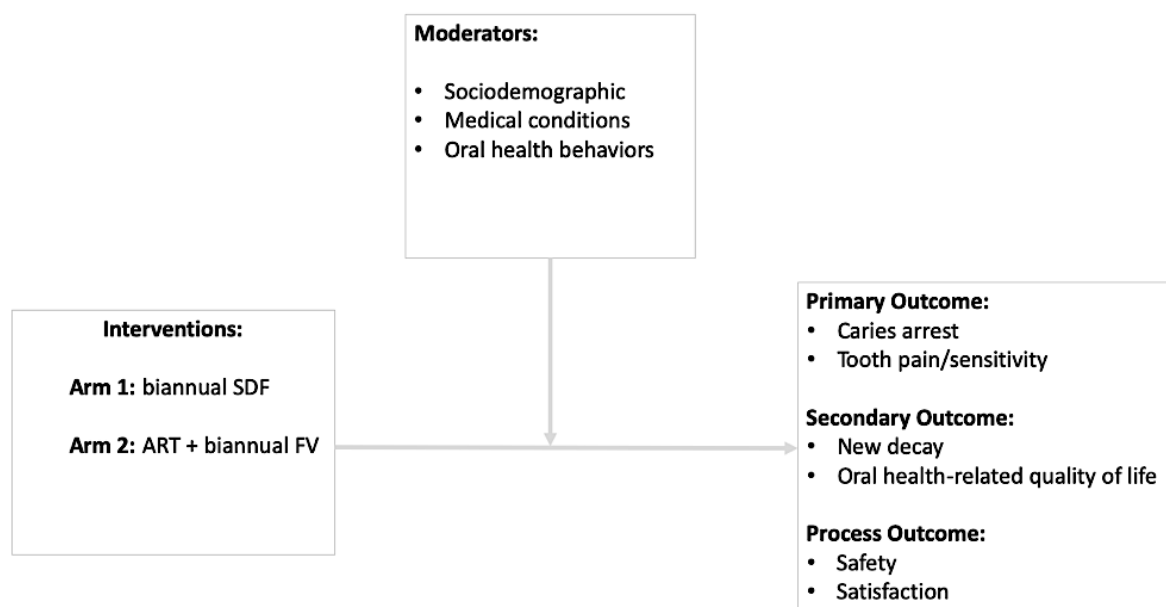 Moderators:
• Sociodemographic
• Medical conditions
• Oral health behaviors
Interventions:
Arm 1: biannual SDF
Arm 2: ART + biannual FV
Primary Outcome:
• Caries arrest
• Tooth pain/sensitivity
Secondary Outcome:
• New decay
• Oral health-related quality of life
Process Outcome:
• Safety
• Satisfaction